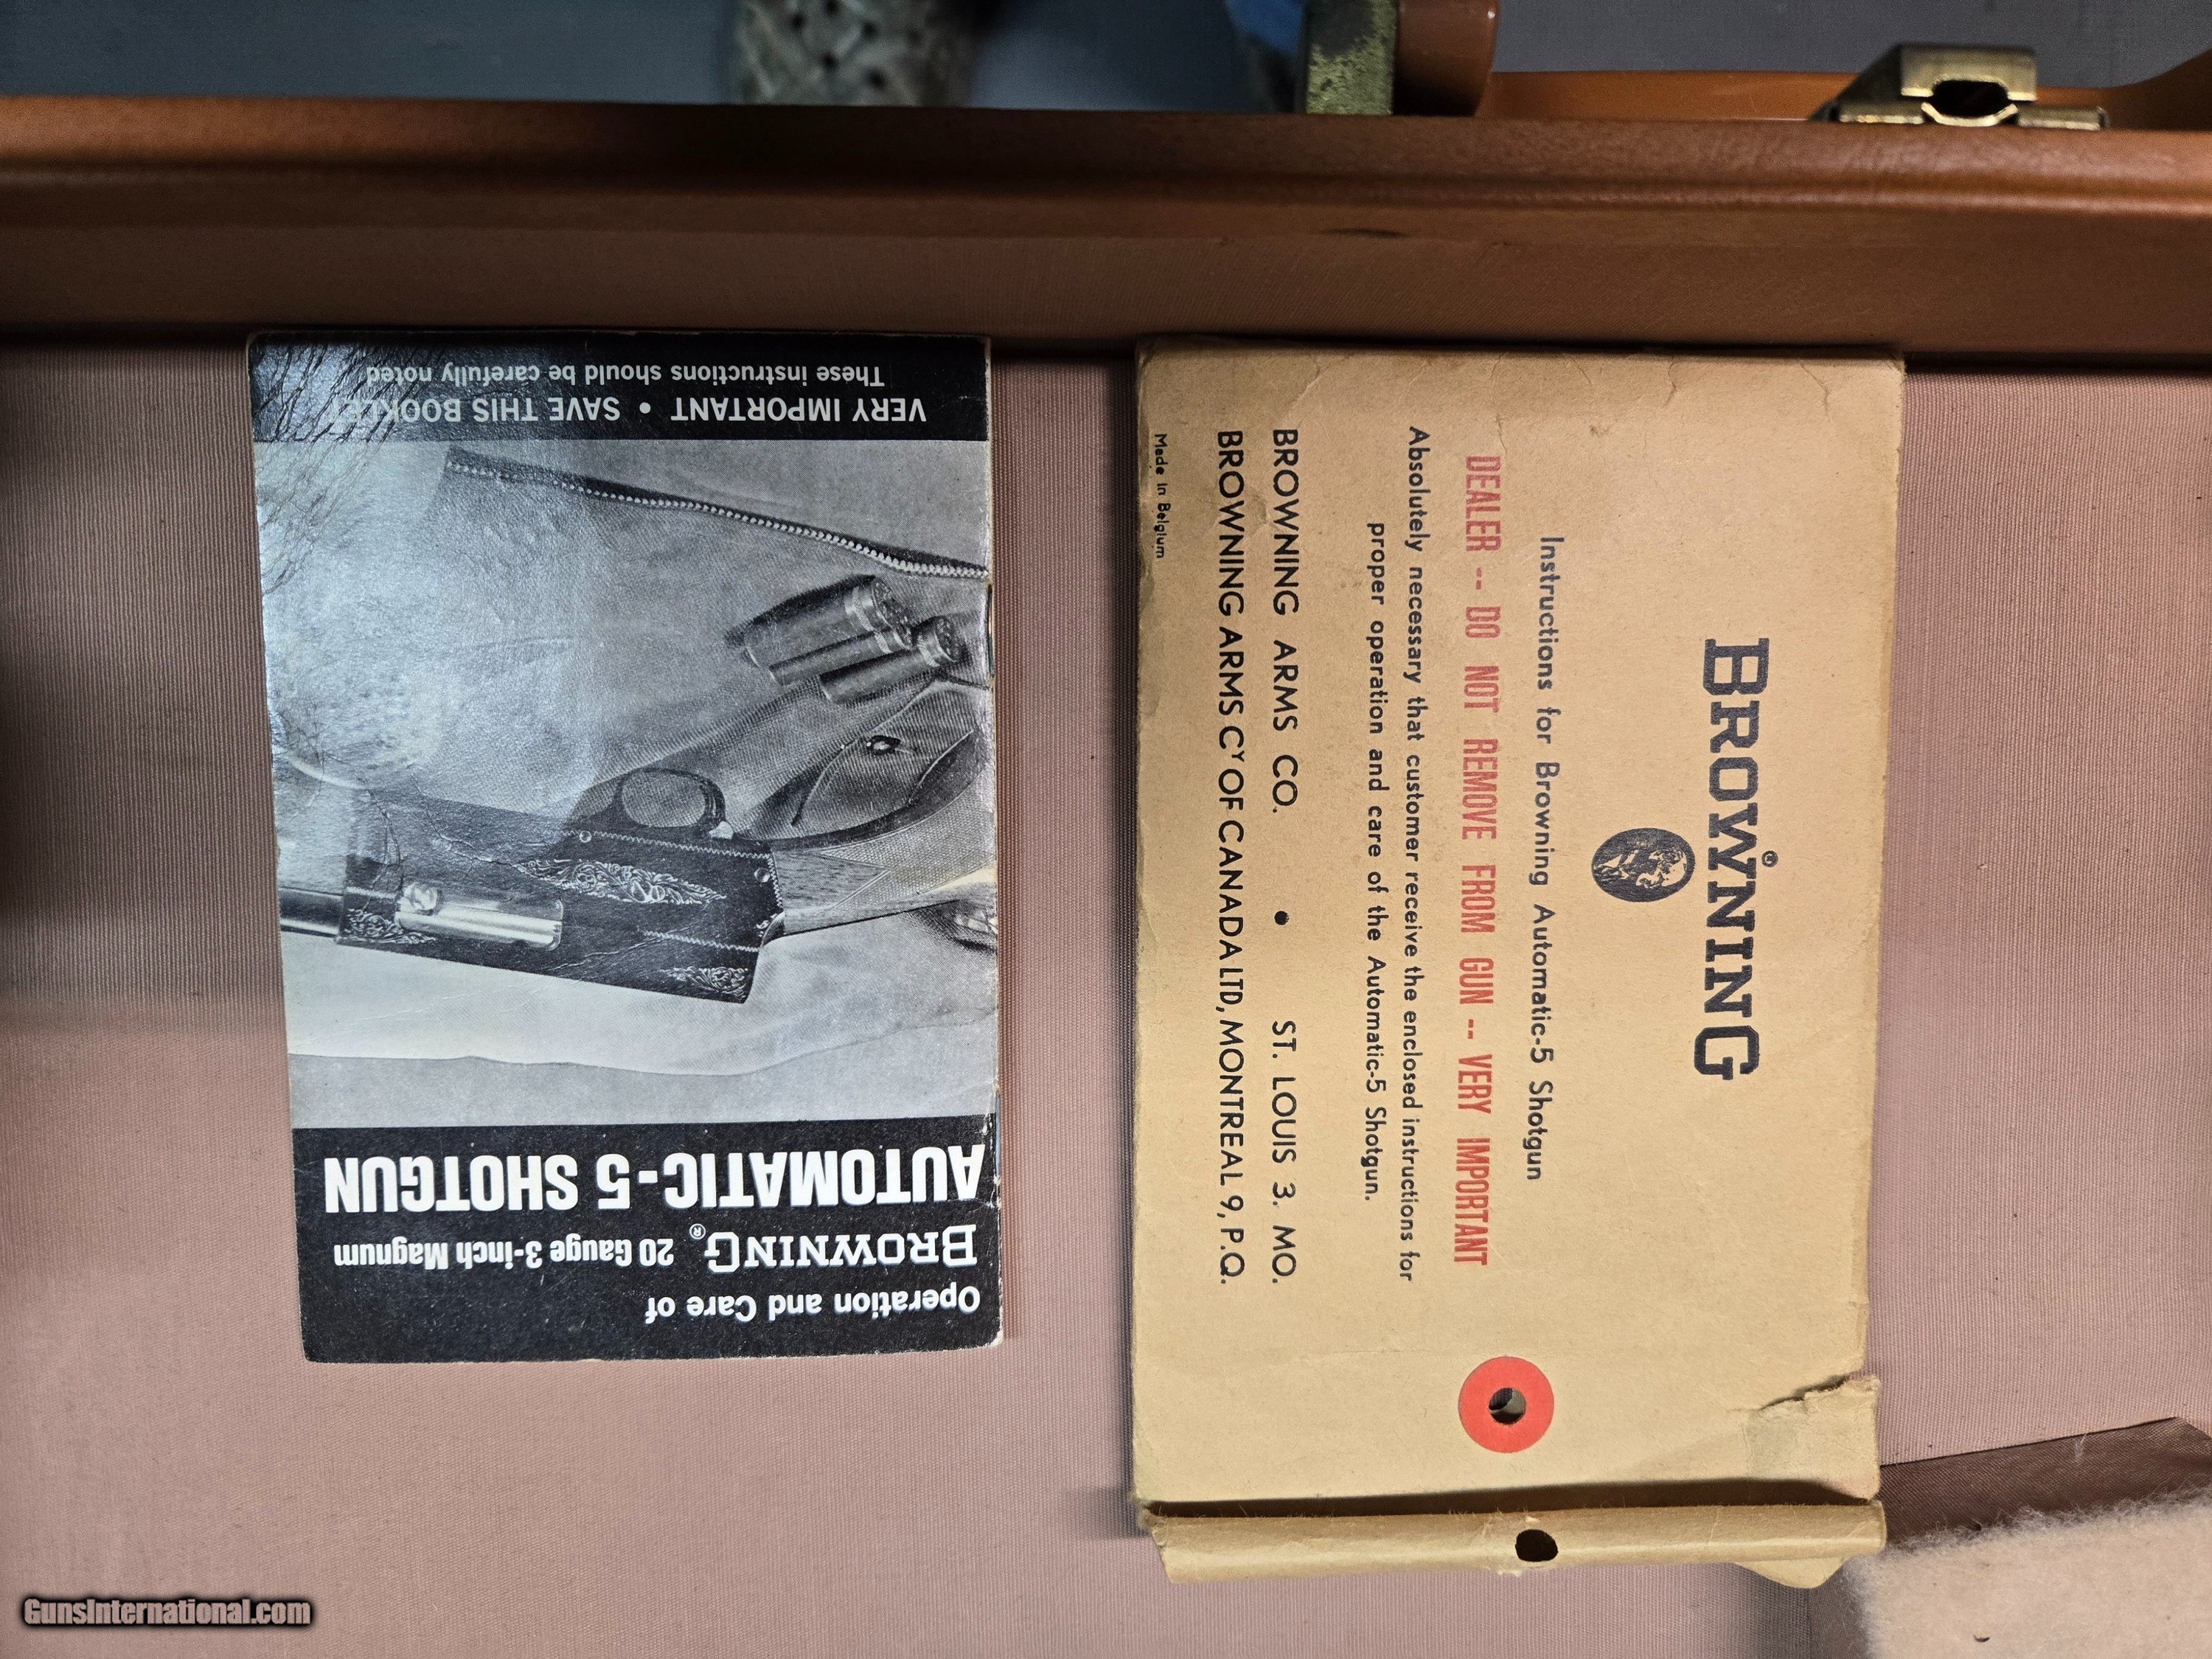 Operation and Care of
BROWNING® 20 Gauge 3-inch Magnum
AUTOMATIC-5 SHOTGUN
VERY IMPORTANT • SAVE THIS BOOKLET
These instructions should be carefully noted
BROWNING®
Instructions for Browning Automatic-5 Shotgun
DEALER -- DO NOT REMOVE FROM GUN -- VERY IMPORTANT
Absolutely necessary that customer receive the enclosed instructions for
proper operation and care of the Automatic-5 Shotgun.
BROWNING ARMS CO. • ST. LOUIS 3. MO.
BROWNING ARMS CY OF CANADA LTD, MONTREAL 9, P.Q.
Made in Belgium
GunsInternational.com